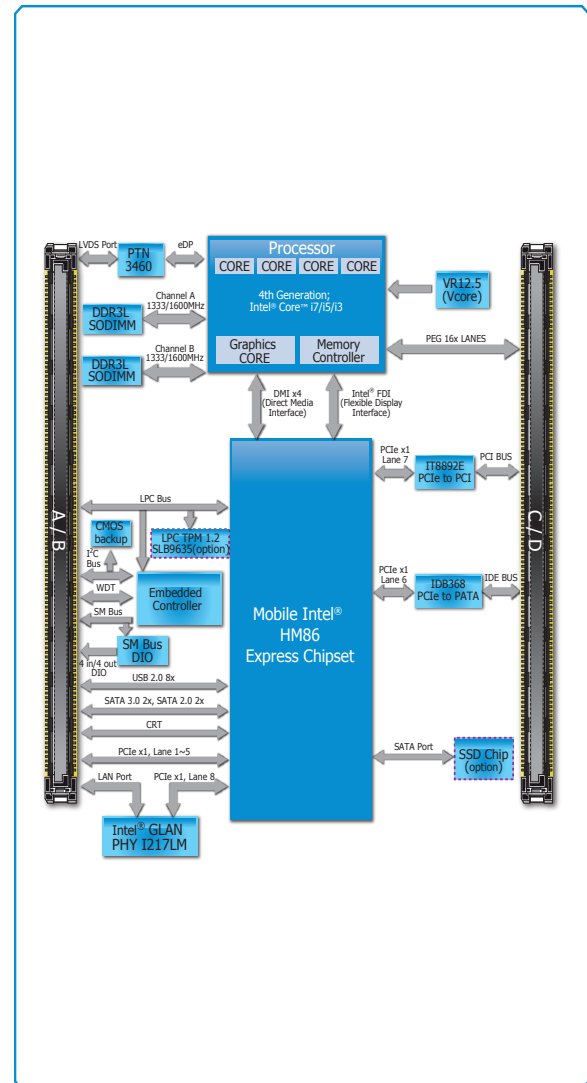 LVDS Port
PTN
3460
eDP
Processor
CORE CORE CORE CORE
4th Generation;
Intel® Core™ i7/i5/i3
Graphics
CORE
Memory
Controller
VR12.5
(Vcore)
Channel A
1333/1600MHz
DDR3L
SODIMM
Channel B
1333/1600MHz
DDR3L
SODIMM
PEG 16x LANES
DMI x4
(Direct Media
Interface)
Intel® FDI
(Flexible Display
Interface)
PCIe x1
Lane 7
IT8892E
PCIe to PCI
PCI BUS
A / B
C / D
LPC Bus
CMOS
backup
LPC TPM 1.2
SLB9635(option)
I²C
Bus
WDT
Embedded
Controller
SM Bus
SM Bus
DIO
4 in/4 out
DIO
PCIe x1
Lane 6
IDB368
PCIe to PATA
IDE BUS
Mobile Intel®
HM86
Express Chipset
USB 2.0 8x
SATA 3.0 2x, SATA 2.0 2x
CRT
PCIe x1, Lane 1~5
SATA Port
SSD Chip
(option)
LAN Port
PCIe x1, Lane 8
Intel® GLAN
PHY I217LM